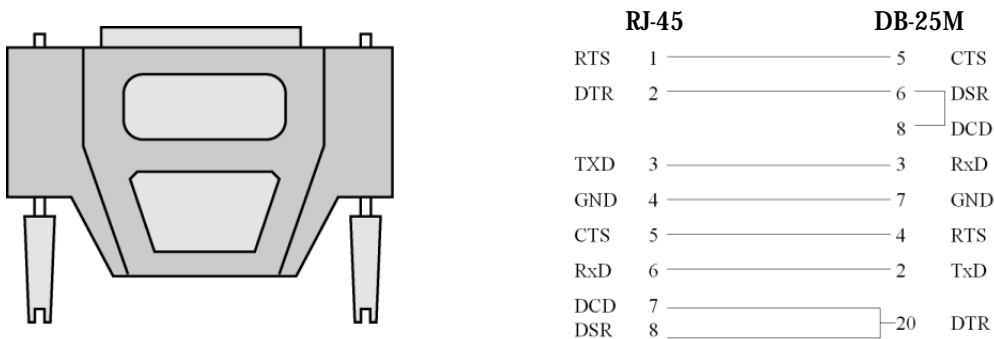 RJ-45 DB-25M
RTS 1 5 CTS
DTR 2 6 DSR
8 DCD
TXD 3 3 RxD
GND 4 7 GND
CTS 5 4 RTS
RxD 6 2 TxD
DCD 7
20 DTR
DSR 8